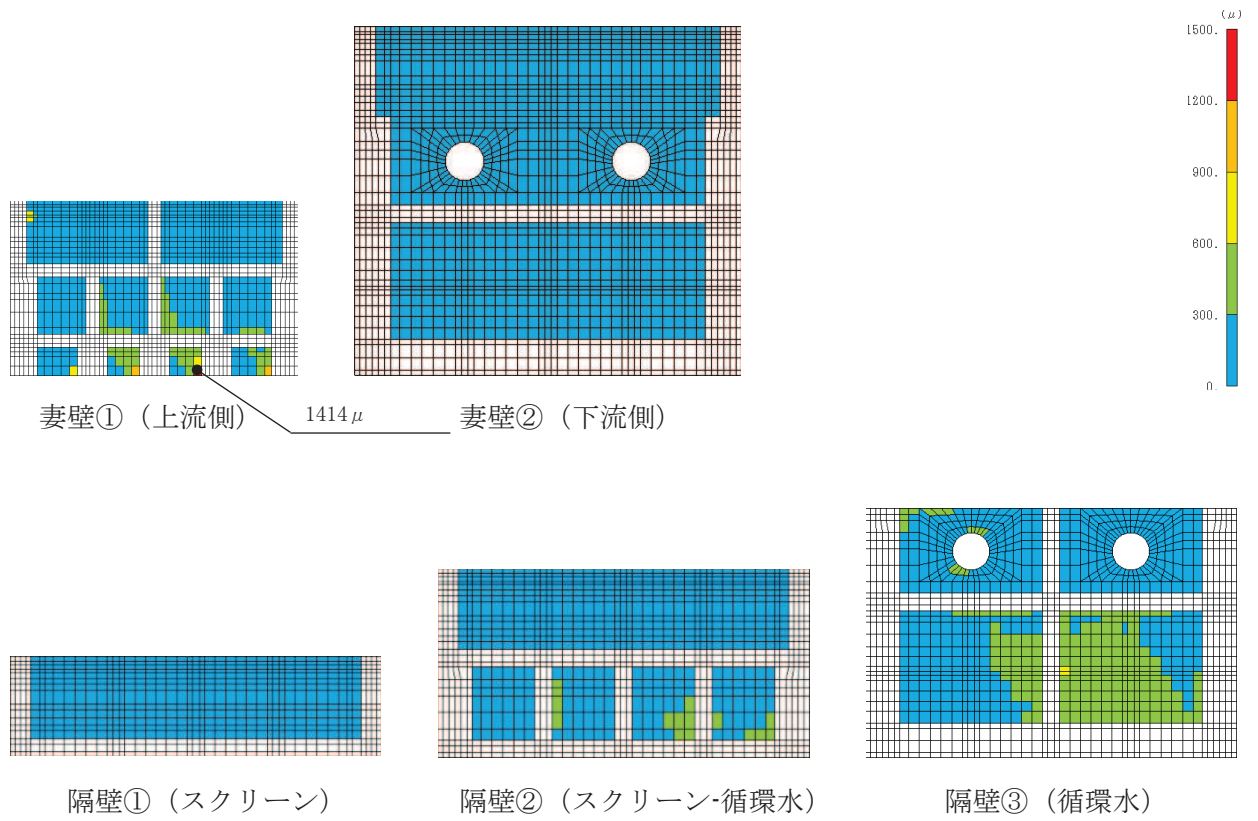 (μ)
1500.
1200.
900.
600.
300.
0.
妻壁①（上流側）
1414μ
妻壁②（下流側）
隔壁①（スクリーン）
隔壁②（スクリーン-循環水）
隔壁③（循環水）